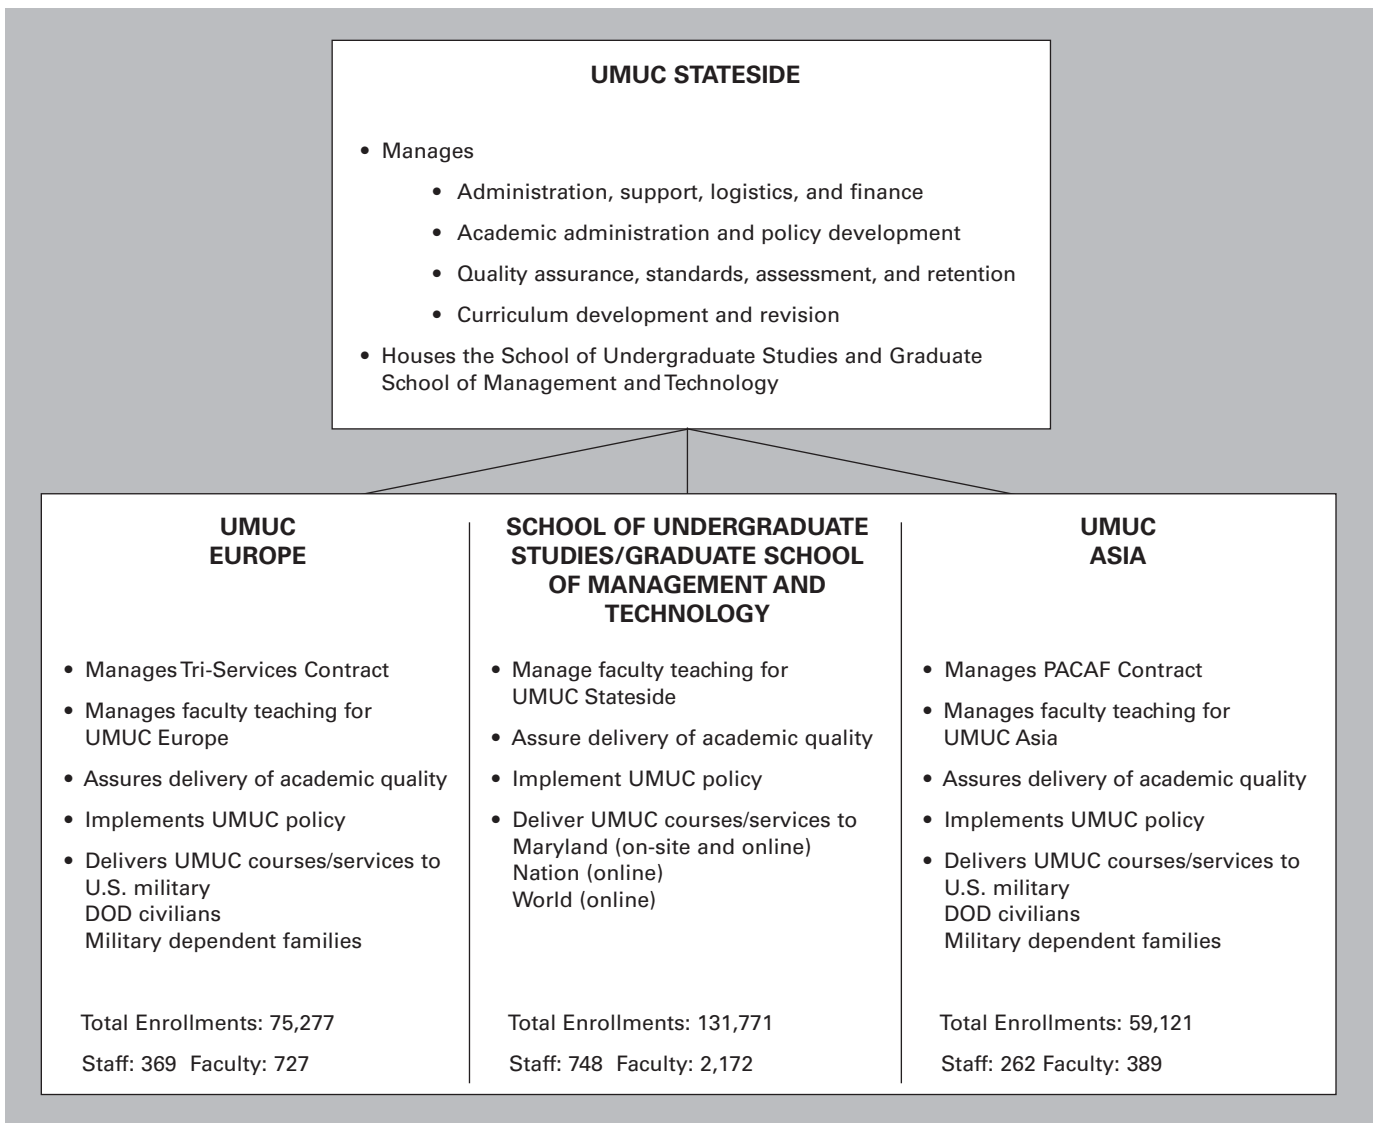 UMUC STATESIDE
• Manages
• Administration, support, logistics, and finance
• Academic administration and policy development
• Quality assurance, standards, assessment, and retention
• Curriculum development and revision
• Houses the School of Undergraduate Studies and Graduate
School of Management and Technology
UMUC
EUROPE
• Manages Tri-Services Contract
• Manages faculty teaching for
UMUC Europe
• Assures delivery of academic quality
• Implements UMUC policy
• Delivers UMUC courses/services to
U.S. military
DOD civilians
Military dependent families
Total Enrollments: 75,277
Staff: 369 Faculty: 727
SCHOOL OF UNDERGRADUATE
STUDIES/GRADUATE SCHOOL
OF MANAGEMENT AND
TECHNOLOGY
• Manage faculty teaching for
UMUC Stateside
• Assure delivery of academic quality
• Implement UMUC policy
• Deliver UMUC courses/services to
Maryland (on-site and online)
Nation (online)
World (online)
Total Enrollments: 131,771
Staff: 748 Faculty: 2,172
UMUC
ASIA
• Manages PACAF Contract
• Manages faculty teaching for
UMUC Asia
• Assures delivery of academic quality
• Implements UMUC policy
• Delivers UMUC courses/services to
U.S. military
DOD civilians
Military dependent families
Total Enrollments: 59,121
Staff: 262 Faculty: 389